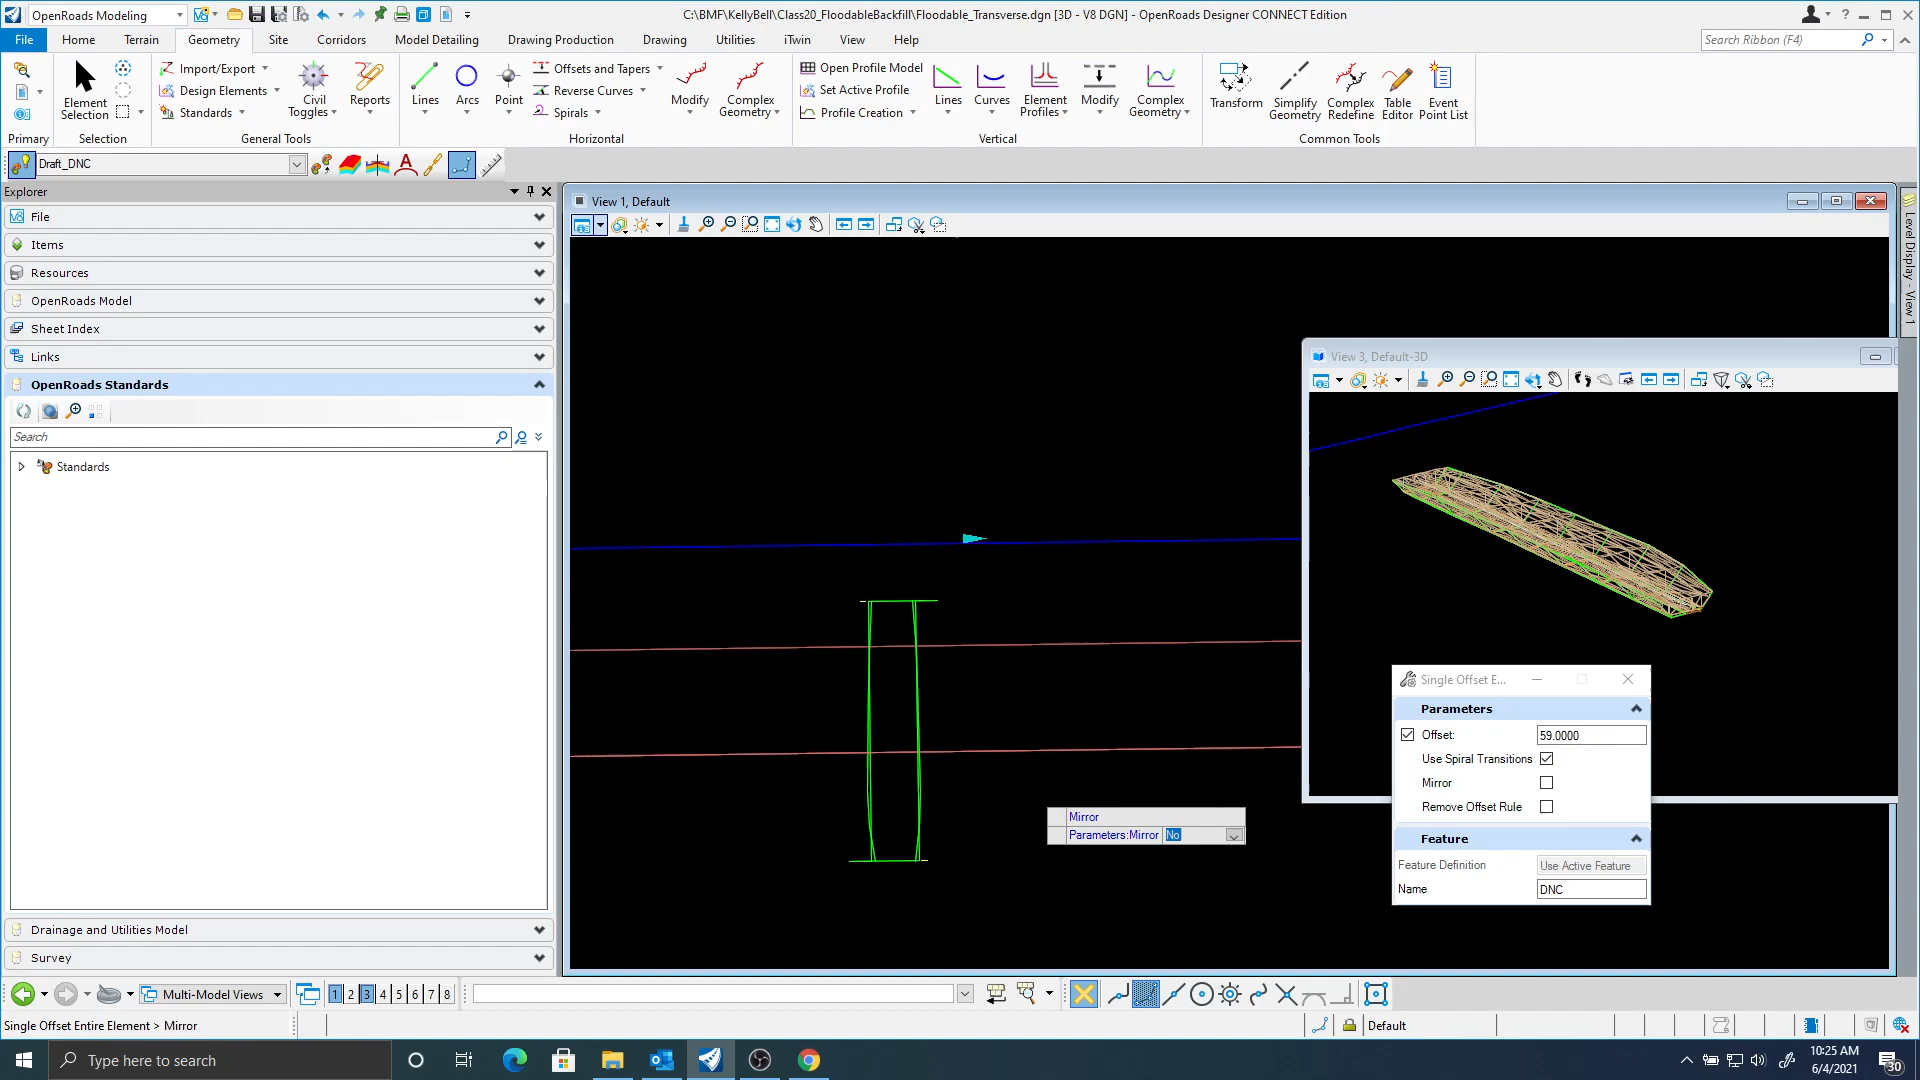 OpenRoads Modeling
C:\BMF\KellyBell\Class20_FloodableBackfill\Floodable_Transverse.dgn [3D - V8 DGN] - OpenRoads Designer CONNECT Edition
File Home Terrain Geometry Site Corridors Model Detailing Drawing Production Drawing Utilities iTwin View Help
Search Ribbon (F4)
Import/Export
Design Elements
Standards
Element Selection
Civil Toggles
Reports
Lines
Arcs
Point
Offsets and Tapers
Reverse Curves
Spirals
Modify
Complex Geometry
Open Profile Model
Set Active Profile
Profile Creation
Lines
Curves
Element Profiles
Modify
Complex Geometry
Transform
Simplify Geometry
Complex Redefine
Table Editor
Event Point List
Primary
Selection
General Tools
Horizontal
Vertical
Common Tools
Draft_DNC
Explorer
File
Items
Resources
OpenRoads Model
Sheet Index
Links
OpenRoads Standards
Search
Standards
Drainage and Utilities Model
Survey
View 1, Default
Level Display - View 1
View 3, Default-3D
Mirror
Parameters:Mirror No
Single Offset E...
Parameters
Offset: 59.0000
Use Spiral Transitions
Mirror
Remove Offset Rule
Feature
Feature Definition Use Active Feature
Name DNC
Multi-Model Views
1 2 3 4 5 6 7 8
Single Offset Entire Element > Mirror
Default
Type here to search
10:25 AM
6/4/2021
30